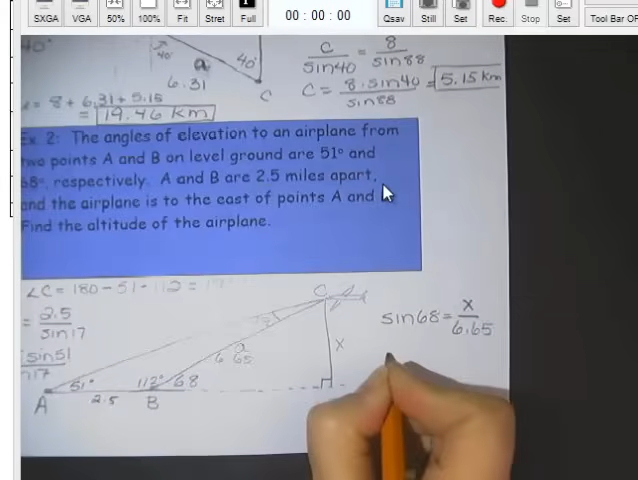 SXGA VGA 50% 100% Fit Stret Full 00 : 00 : 00 Qsav Still Set Rec. Stop Set Tool Bar OF
40°
40 a 40°
6.31
C
C/sin40 = 8/sin88
C = 8.sin40/sin88 = 5.15 km
= 8 + 6.31 + 5.15
= 19.46 km
Ex. 2: The angles of elevation to an airplane from
two points A and B on level ground are 51° and
68°, respectively. A and B are 2.5 miles apart,
and the airplane is to the east of points A and
Find the altitude of the airplane.
∠C = 180 - 51 - 112 =
= 2.5/sin17
sin51
n17
C
a
6.65
x
sin68 = x/6.65
51° 112° 68
A 2.5 B